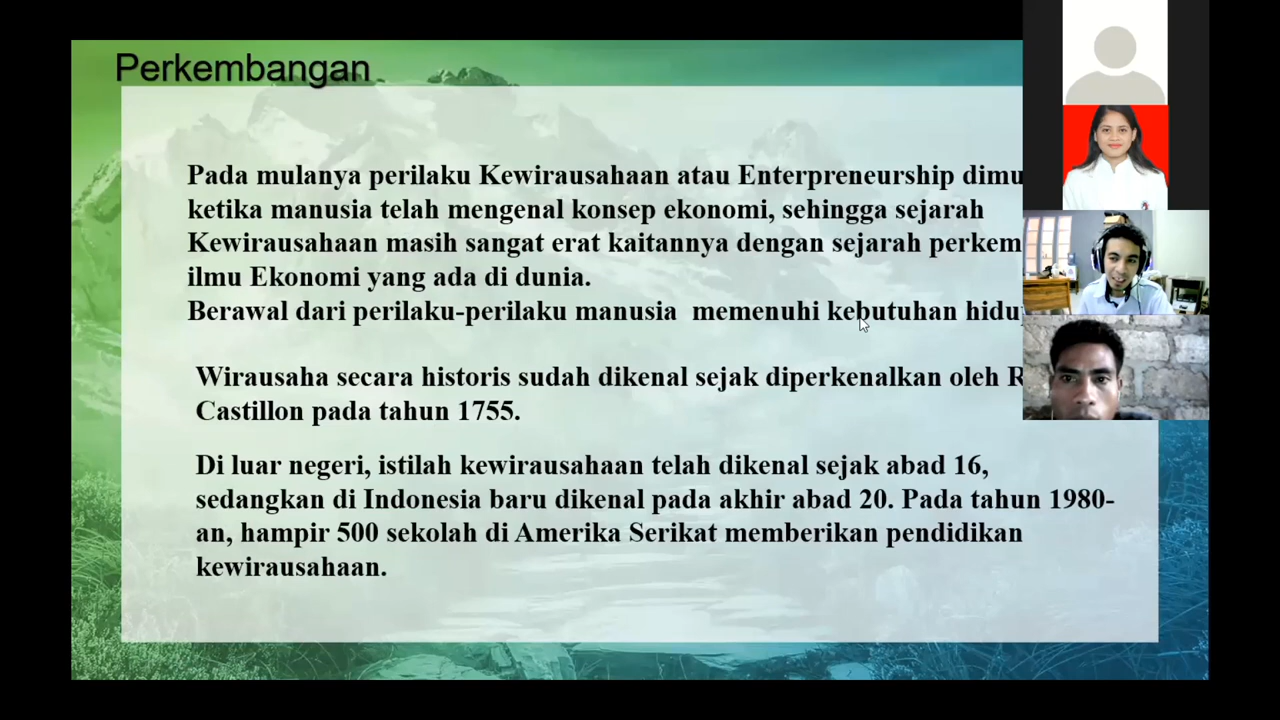 Perkembangan
Pada mulanya perilaku Kewirausahaan atau Enterpreneurship
ketika manusia telah mengenal konsep ekonomi, sehingga sejarah
Kewirausahaan masih sangat erat kaitannya dengan sejarah
ilmu Ekonomi yang ada di dunia.
Berawal dari perilaku-perilaku manusia memenuhi kebutuhan
Wirausaha secara historis sudah dikenal sejak diperkenalkan oleh
Castillon pada tahun 1755.
Di luar negeri, istilah kewirausahaan telah dikenal sejak abad 16,
sedangkan di Indonesia baru dikenal pada akhir abad 20. Pada tahun 1980-
an, hampir 500 sekolah di Amerika Serikat memberikan pendidikan
kewirausahaan.